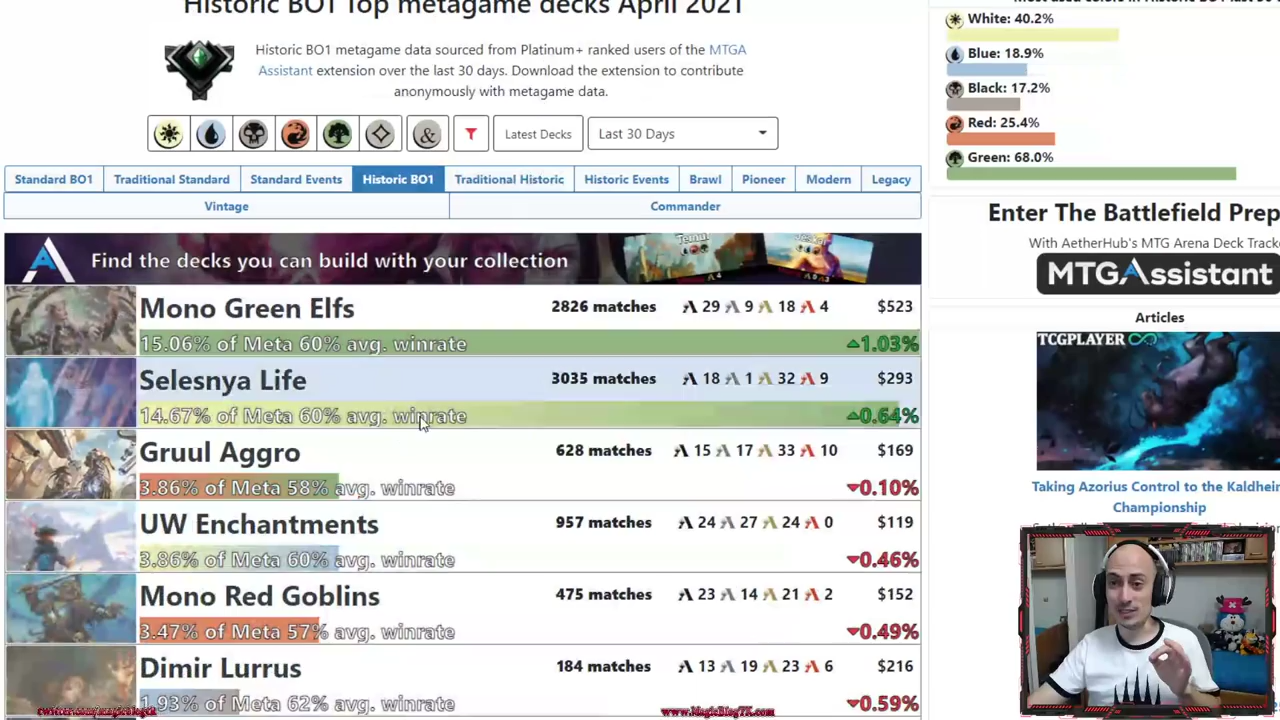 Historic BO1 Top metagame decks April 2021
Historic BO1 metagame data sourced from Platinum+ ranked users of the MTGA
Assistant extension over the last 30 days. Download the extension to contribute
anonymously with metagame data.
Latest Decks
Last 30 Days
Standard BO1 Traditional Standard Standard Events Historic BO1 Traditional Historic Historic Events Brawl Pioneer Modern Legacy
Vintage Commander
Find the decks you can build with your collection
Mono Green Elfs 2826 matches 29 9 18 4 $523
15.06% of Meta 60% avg. winrate 1.03%
Selesnya Life 3035 matches 18 1 32 9 $293
14.67% of Meta 60% avg. winrate 0.64%
Gruul Aggro 628 matches 15 17 33 10 $169
3.86% of Meta 58% avg. winrate 0.10%
UW Enchantments 957 matches 24 27 24 0 $119
3.86% of Meta 60% avg. winrate 0.46%
Mono Red Goblins 475 matches 23 14 21 2 $152
3.47% of Meta 57% avg. winrate 0.49%
Dimir Lurrus 184 matches 13 19 23 6 $216
1.93% of Meta 62% avg. winrate 0.59%
www.MagicBlogTK.com
White: 40.2%
Blue: 18.9%
Black: 17.2%
Red: 25.4%
Green: 68.0%
Enter The Battlefield Prep
With AetherHub's MTG Arena Deck Track
MTGAssistant
Articles
TCGPLAYER
Taking Azorius Control to the Kaldhei
Championship